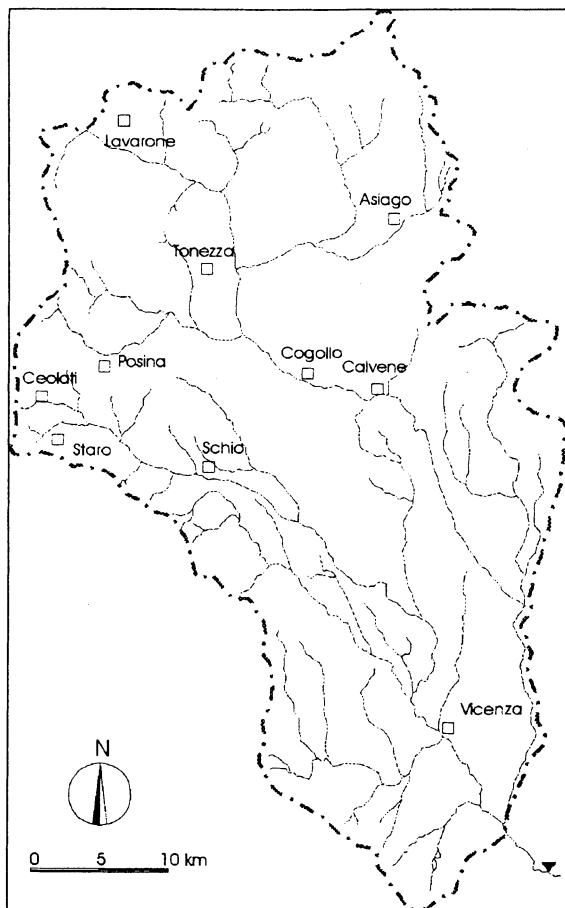 Lavarone
Asiago
Tonezza
Posina
Cogollo
Calvene
Ceolati
Staro
Schio
Vicenza
N
0 5 10 km